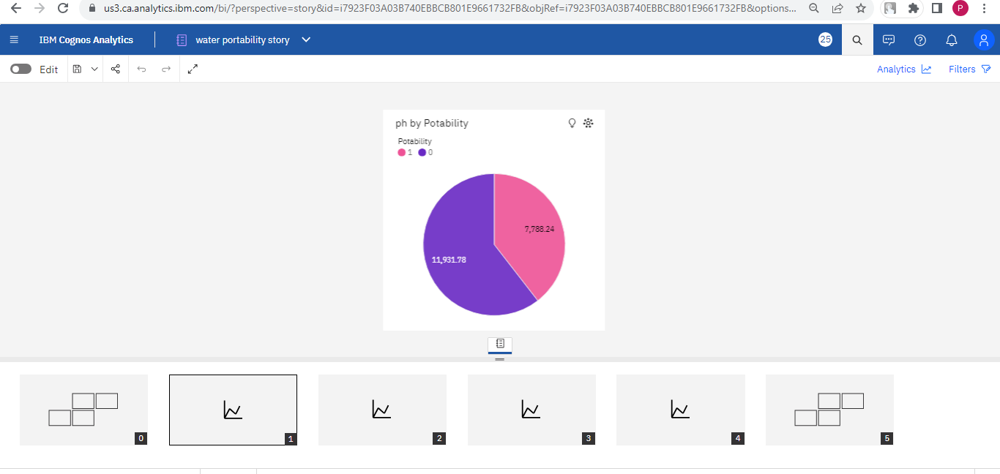 us3.ca.analytics.ibm.com/bi/?perspective=story&id=i7923F03A03B740EBBCB801E9661732FB&objRef=i7923F03A03B740EBBCB801E9661732FB&options...
P
IBM Cognos Analytics
water portability story
25
Edit
Analytics
Filters
ph by Potability
Potability
1 0
7,788.24
11,931.78
0
1
2
3
4
5